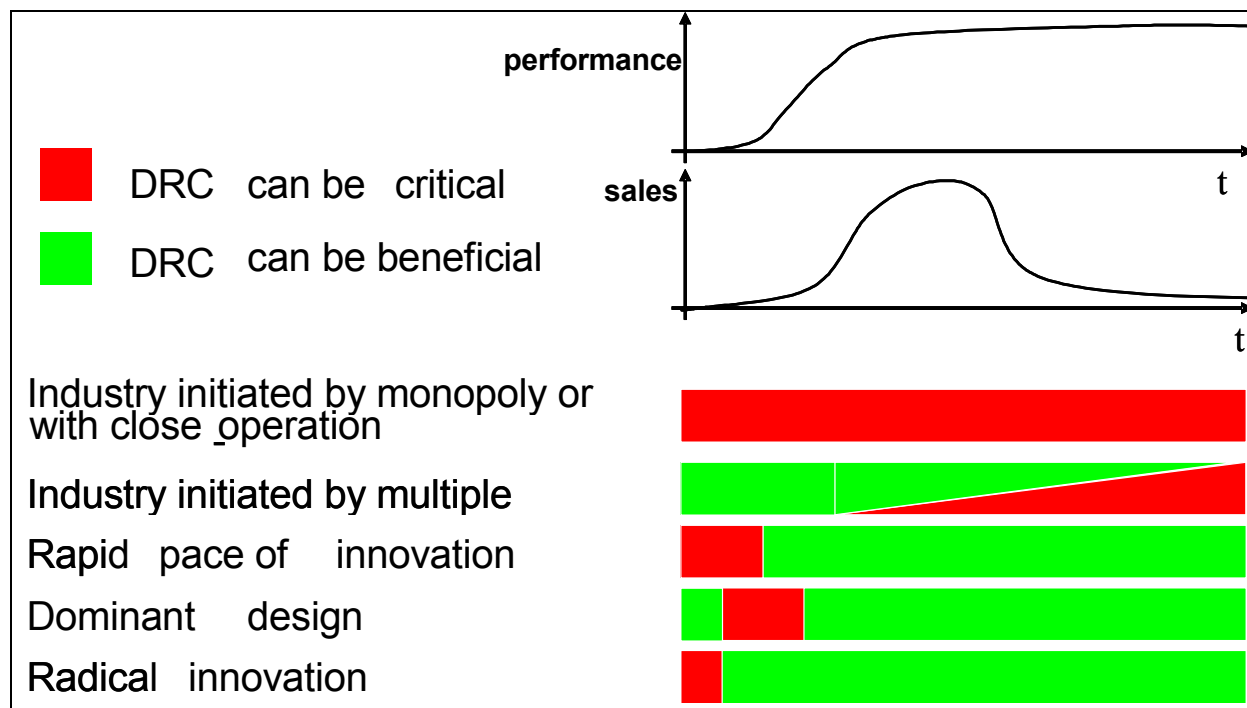 performance
t
sales
t
DRC can be critical
DRC can be beneficial
Industry initiated by monopoly or
with close _operation
Industry initiated by multiple
Rapid pace of innovation
Dominant design
Radical innovation